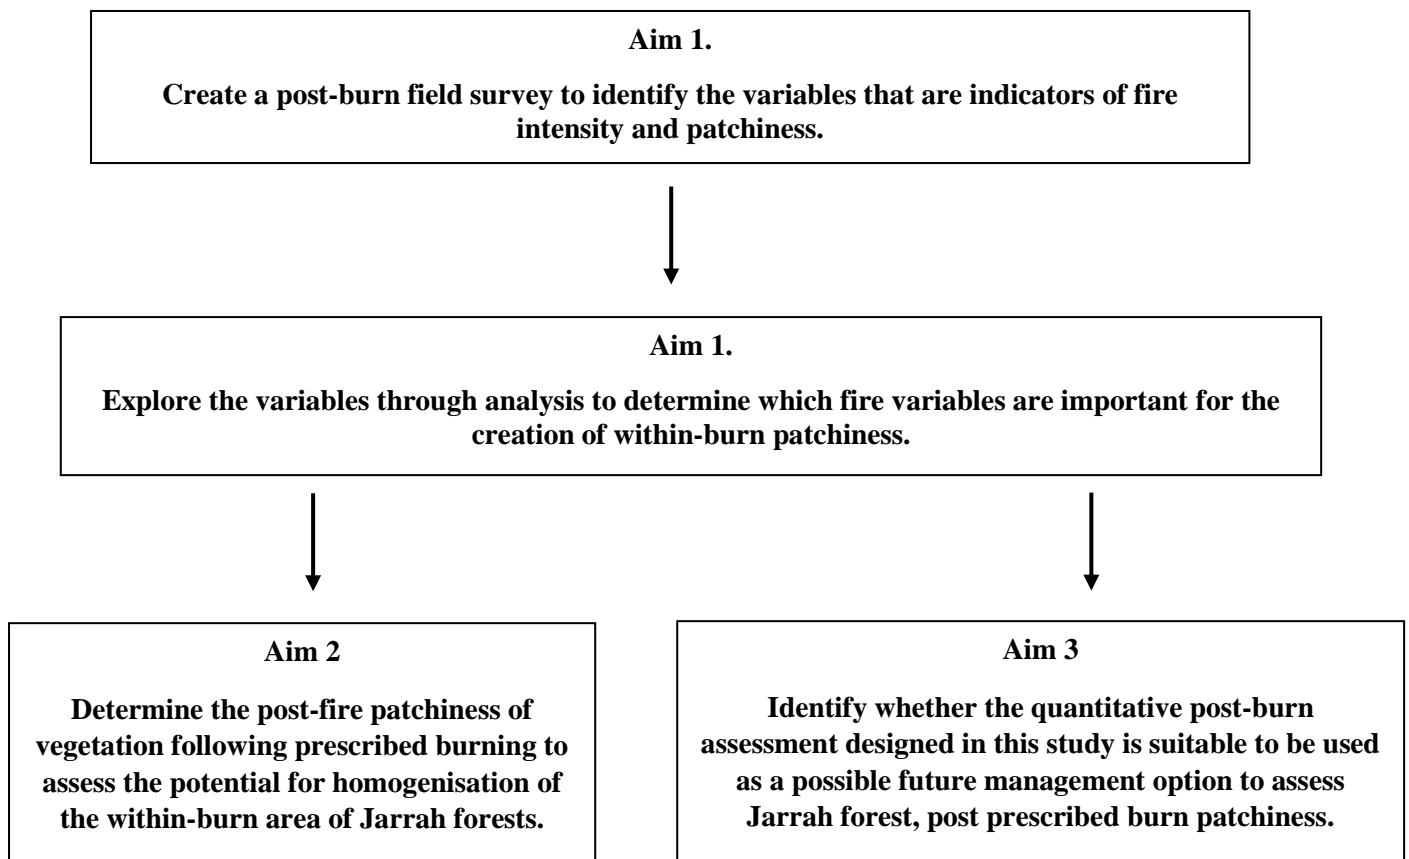 Aim 1.
Create a post-burn field survey to identify the variables that are indicators of fire
intensity and patchiness.
Aim 1.
Explore the variables through analysis to determine which fire variables are important for the
creation of within-burn patchiness.
Aim 2
Determine the post-fire patchiness of
vegetation following prescribed burning to
assess the potential for homogenisation of
the within-burn area of Jarrah forests.
Aim 3
Identify whether the quantitative post-burn
assessment designed in this study is suitable to be used
as a possible future management option to assess
Jarrah forest, post prescribed burn patchiness.